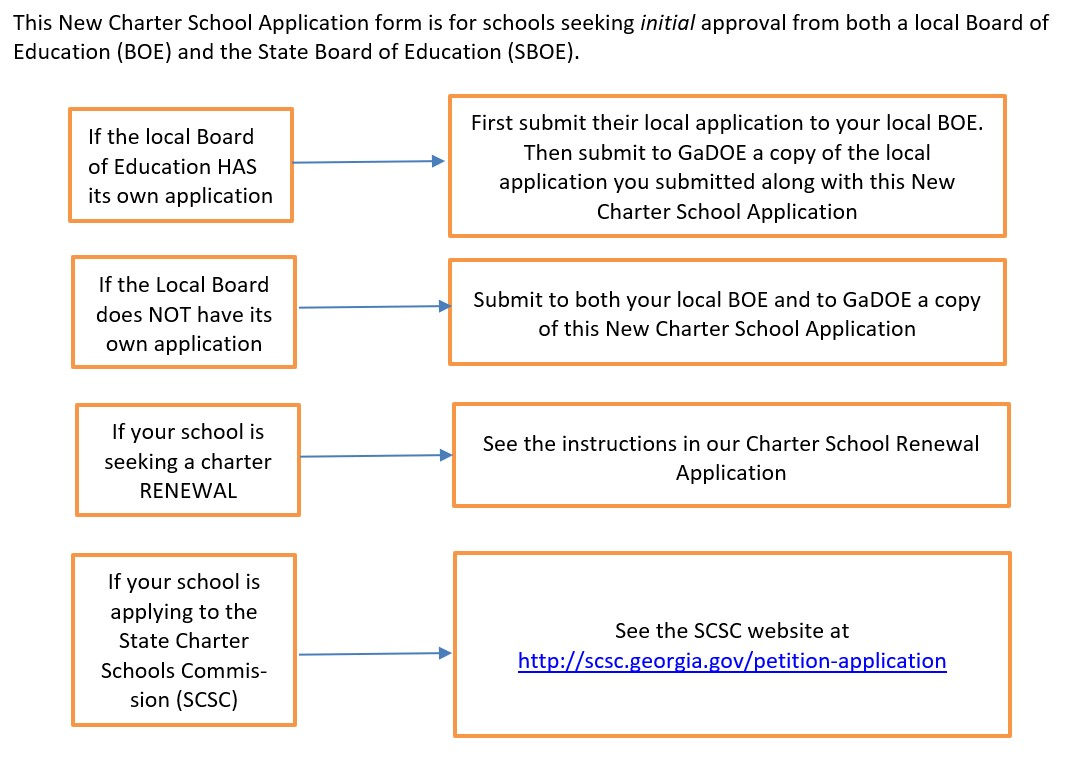 This New Charter School Application form is for schools seeking initial approval from both a local Board of
Education (BOE) and the State Board of Education (SBOE).
If the local Board
of Education HAS
its own application
First submit their local application to your local BOE.
Then submit to GaDOE a copy of the local
application you submitted along with this New
Charter School Application
If the Local Board
does NOT have its
own application
Submit to both your local BOE and to GaDOE a copy
of this New Charter School Application
If your school is
seeking a charter
RENEWAL
See the instructions in our Charter School Renewal
Application
If your school is
applying to the
State Charter
Schools Commis-
sion (SCSC)
See the SCSC website at
http://scsc.georgia.gov/petition-application